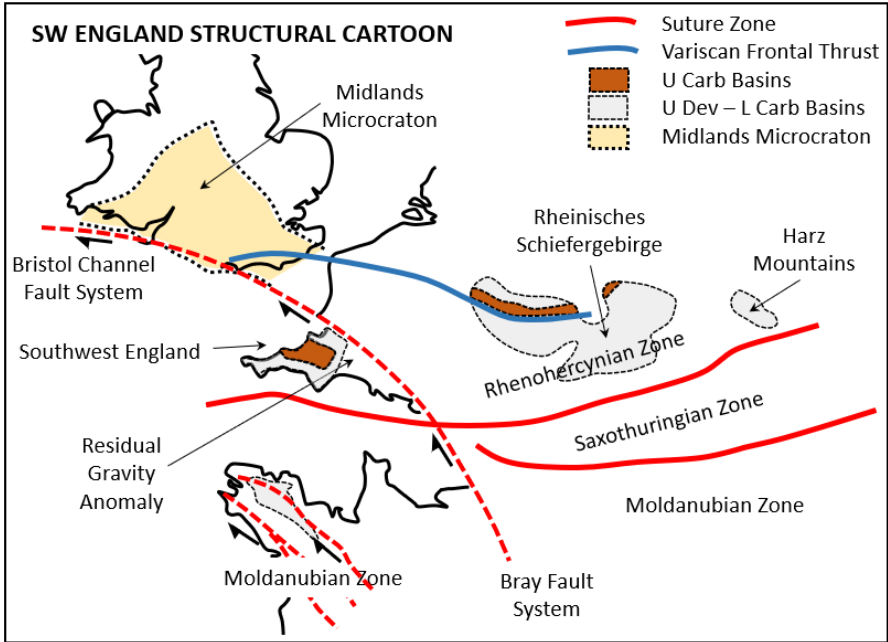 SW ENGLAND STRUCTURAL CARTOON
Suture Zone
Variscan Frontal Thrust
U Carb Basins
U Dev – L Carb Basins
Midlands Microcraton
Midlands
Microcraton
Rheinisches
Schiefergebirge
Harz
Mountains
Bristol Channel
Fault System
Southwest England
Rhenohercynian Zone
Saxothuringian Zone
Residual
Gravity
Anomaly
Moldanubian Zone
Moldanubian Zone
Bray Fault
System